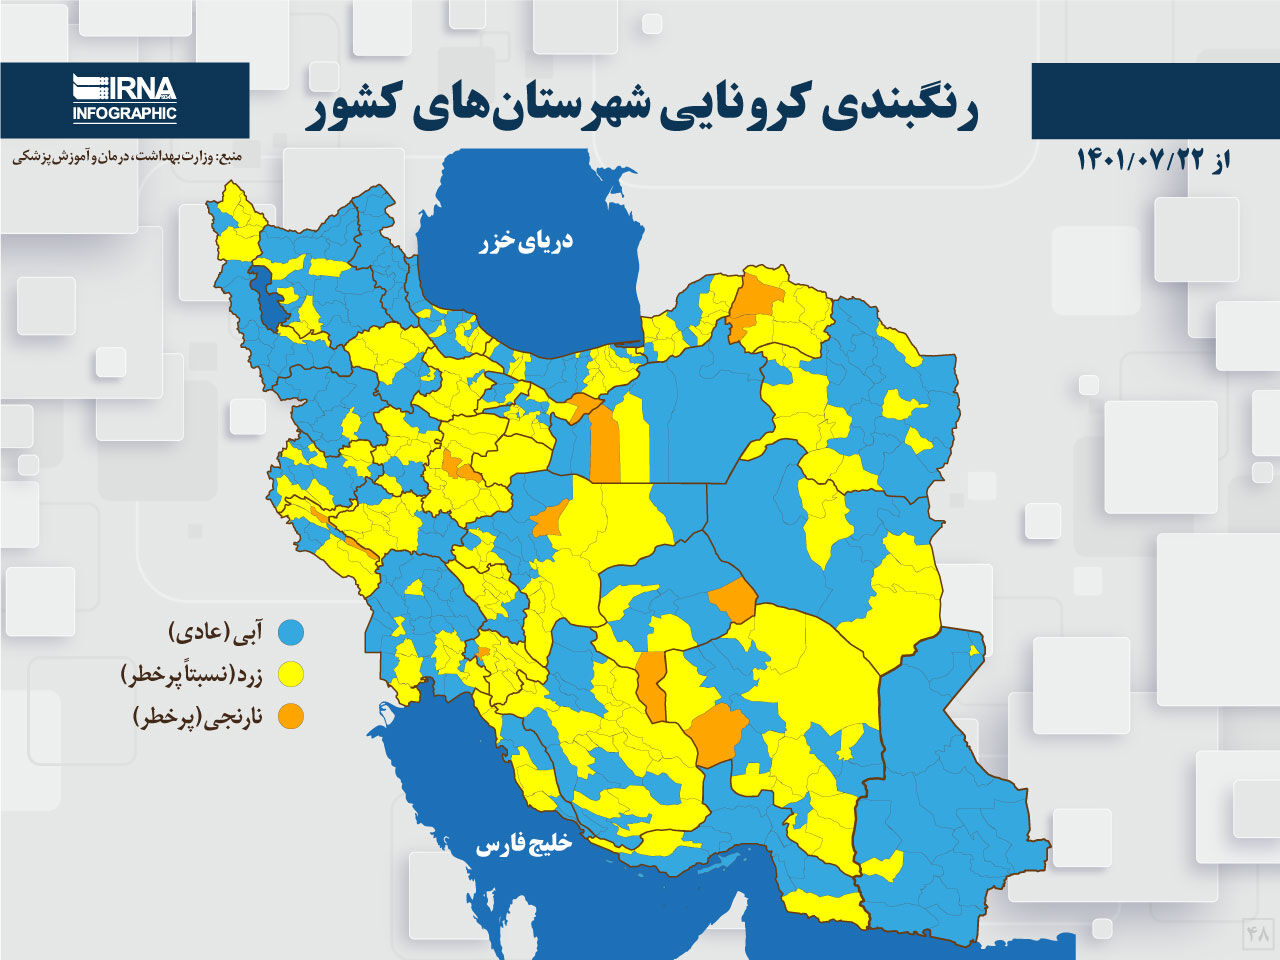 رنگبندی کرونایی شهرستان‌های کشور
IRNA
INFOGRAPHIC
از ۱۴۰۱/۰۷/۲۲
منبع: وزارت بهداشت، درمان و آموزش پزشکی
دریای خزر
آبی (عادی)
زرد (نسبتاً پرخطر)
نارنجی (پرخطر)
خلیج فارس
۴۸